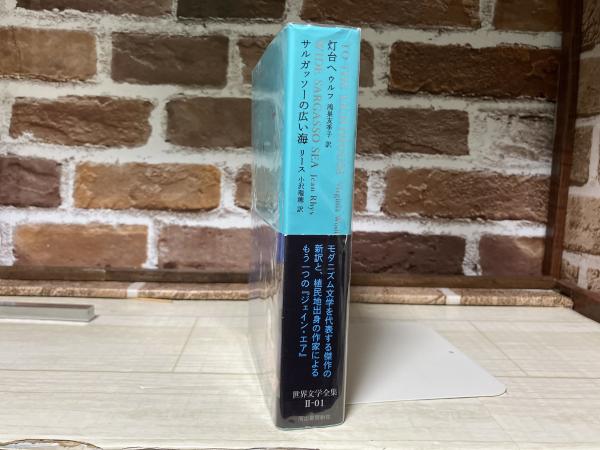 灯台へ ウルフ 鴻巣友季子 訳
TO THE LIGHTHOUSE Virginia Woolf
サルガッソーの広い海 リース 小沢瑞穂 訳
WIDE SARGASSO SEA Jean Rhys
モダニズム文学を代表する傑作の
新訳と、植民地出身の作家による
もう一つの『ジェイン・エア』
世界文学全集
II-01
河出書房新社